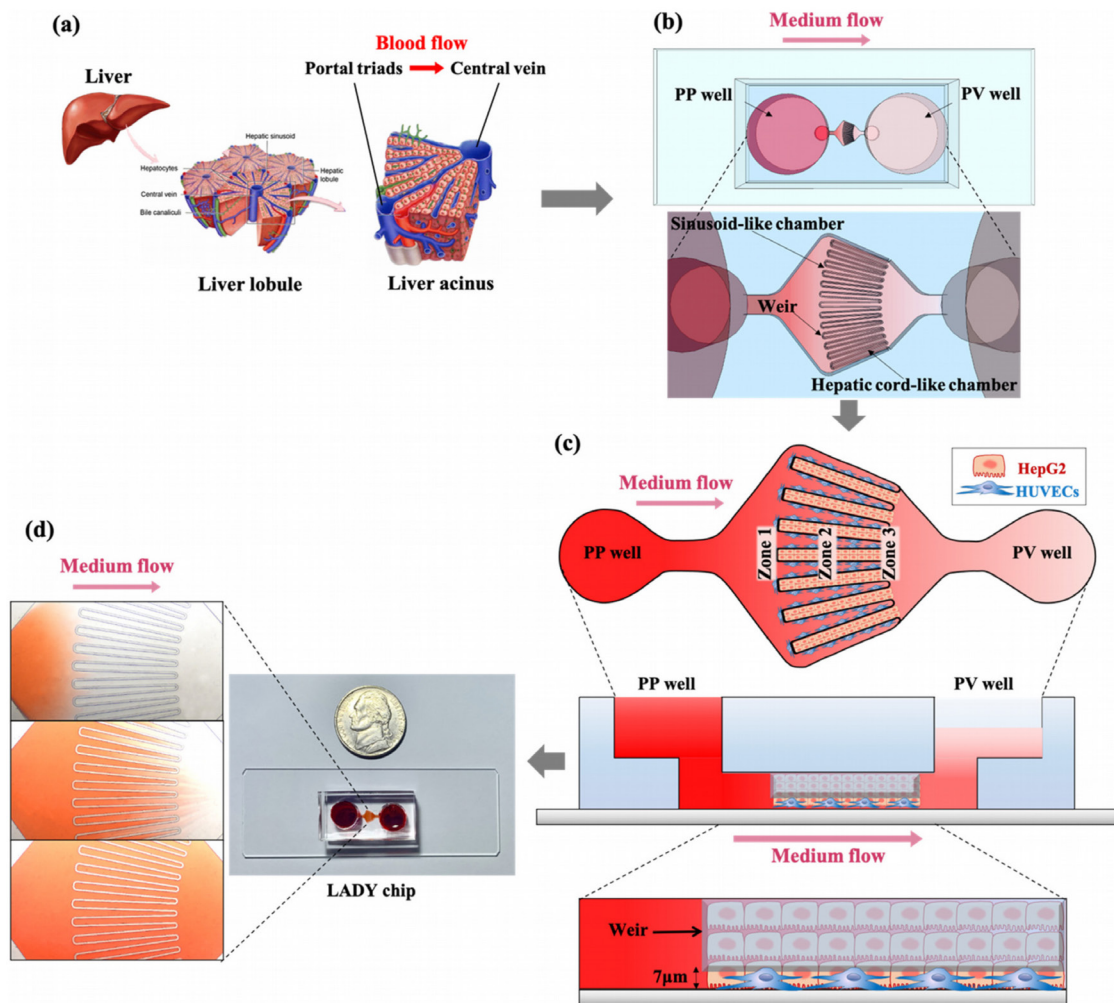 (a)
Blood flow
Portal triads
Central vein
Liver
Hepatic sinusoid
Hepatocytes
Hepatic
lobule
Central vein
Bile canaliculi
Liver lobule
Liver acinus
(b)
Medium flow
PP well
PV well
Sinusoid-like chamber
Weir
Hepatic cord-like chamber
(c)
HepG2
HUVECs
Medium flow
PP well
Zone 1
Zone 2
Zone 3
PV well
PP well
PV well
Medium flow
Weir
7μm
(d)
Medium flow
LADY chip